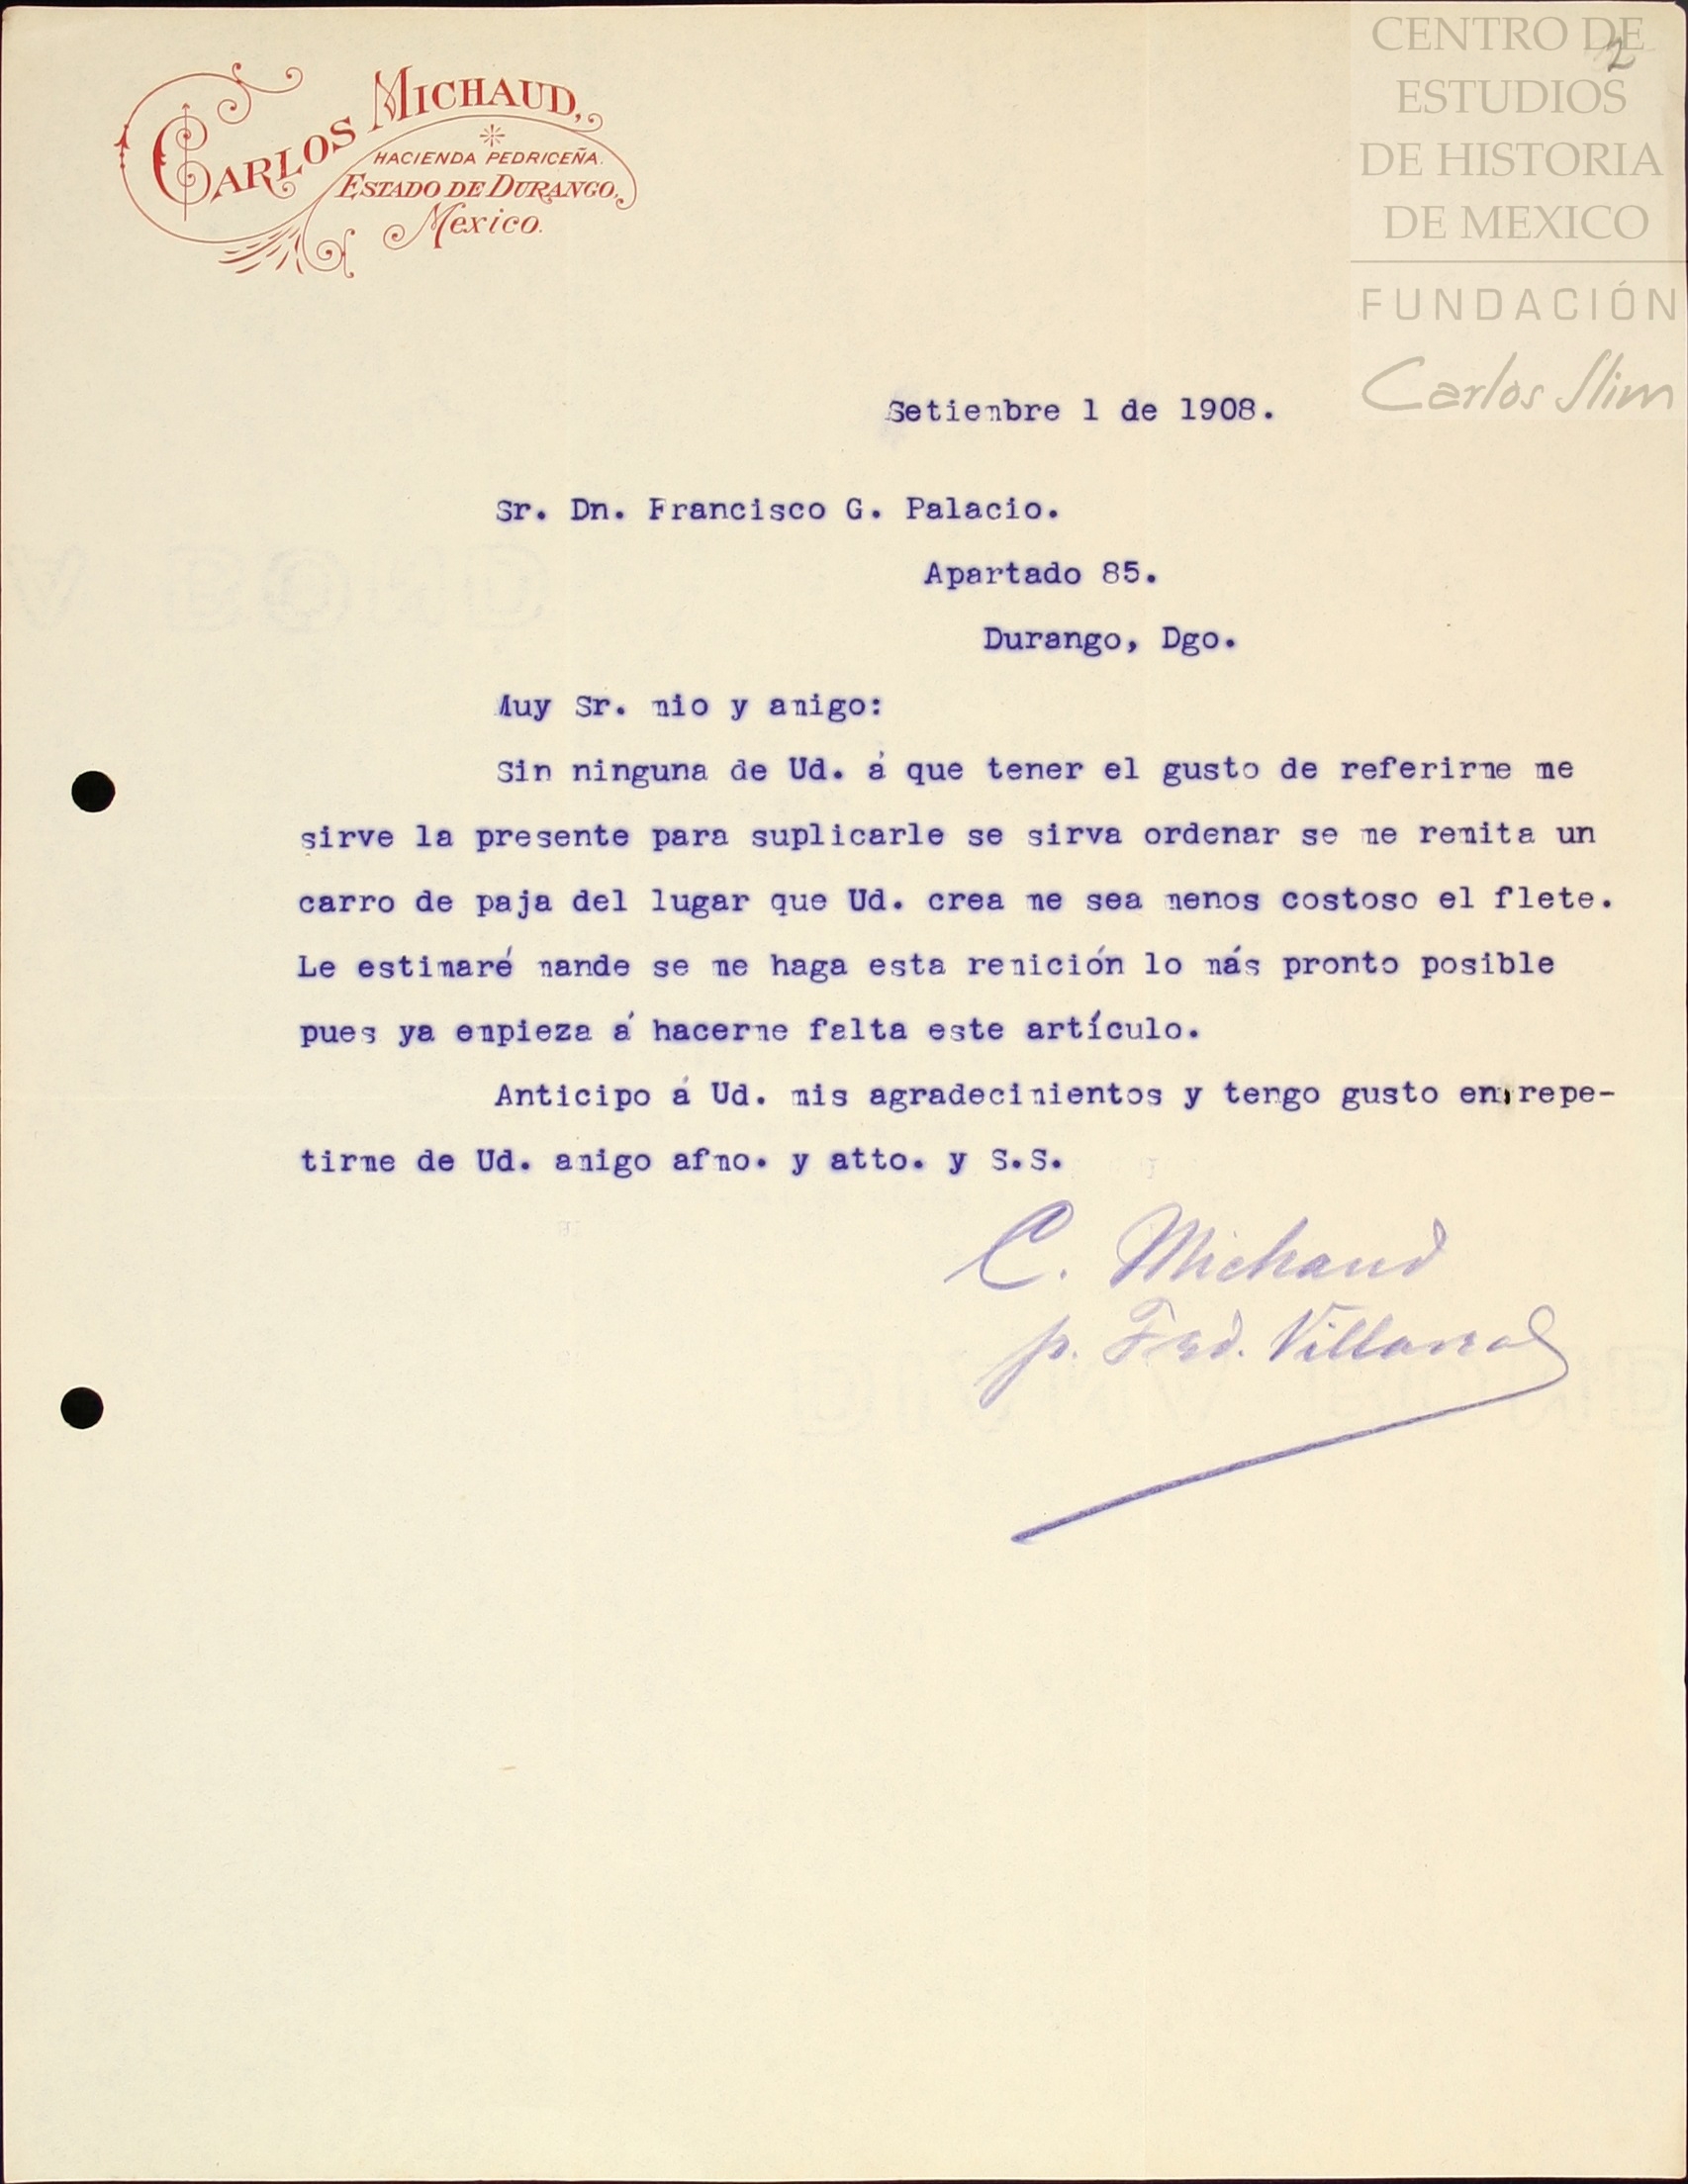 CARLOS MICHAUD,
HACIENDA PEDRICEÑA.
ESTADO DE DURANGO,
Mexico.
CENTRO DE
ESTUDIOS
DE HISTORIA
DE MEXICO
FUNDACIÓN
Carlos Slim
2
Setiembre 1 de 1908.
Sr. Dn. Francisco G. Palacio.
Apartado 85.
Durango, Dgo.
Muy Sr. mio y amigo:
Sin ninguna de Ud. á que tener el gusto de referirme me
sirve la presente para suplicarle se sirva ordenar se me remita un
carro de paja del lugar que Ud. crea me sea menos costoso el flete.
Le estimaré mande se me haga esta remición lo más pronto posible
pues ya empieza á hacerme falta este artículo.
Anticipo á Ud. mis agradecimientos y tengo gusto en repe-
tirme de Ud. amigo afmo. y atto. y S.S.
C. Michaud
p. Fed. Villarreal